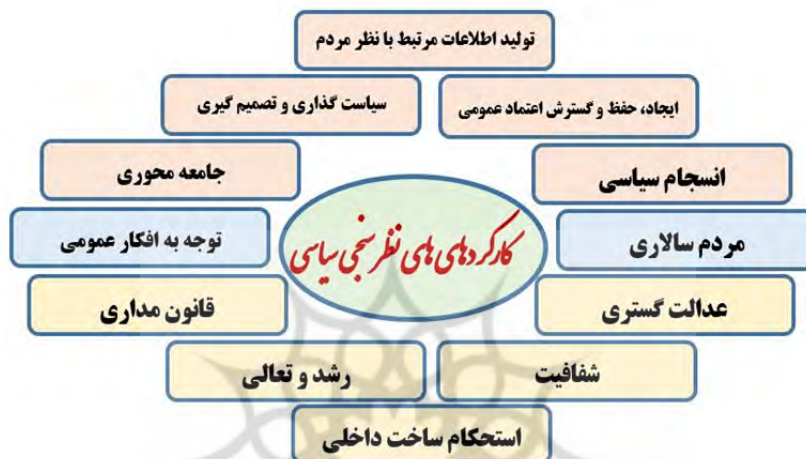 تولید اطلاعات مرتبط با نظر مردم
ایجاد، حفظ و گسترش اعتماد عمومی
سیاست گذاری و تصمیم گیری
انسجام سیاسی
جامعه محوری
کارکردهای های نظرسنجی سیاسی
مردم سالاری
توجه به افکار عمومی
عدالت گستری
قانون مداری
شفافیت
رشد و تعالی
استحکام ساخت داخلی